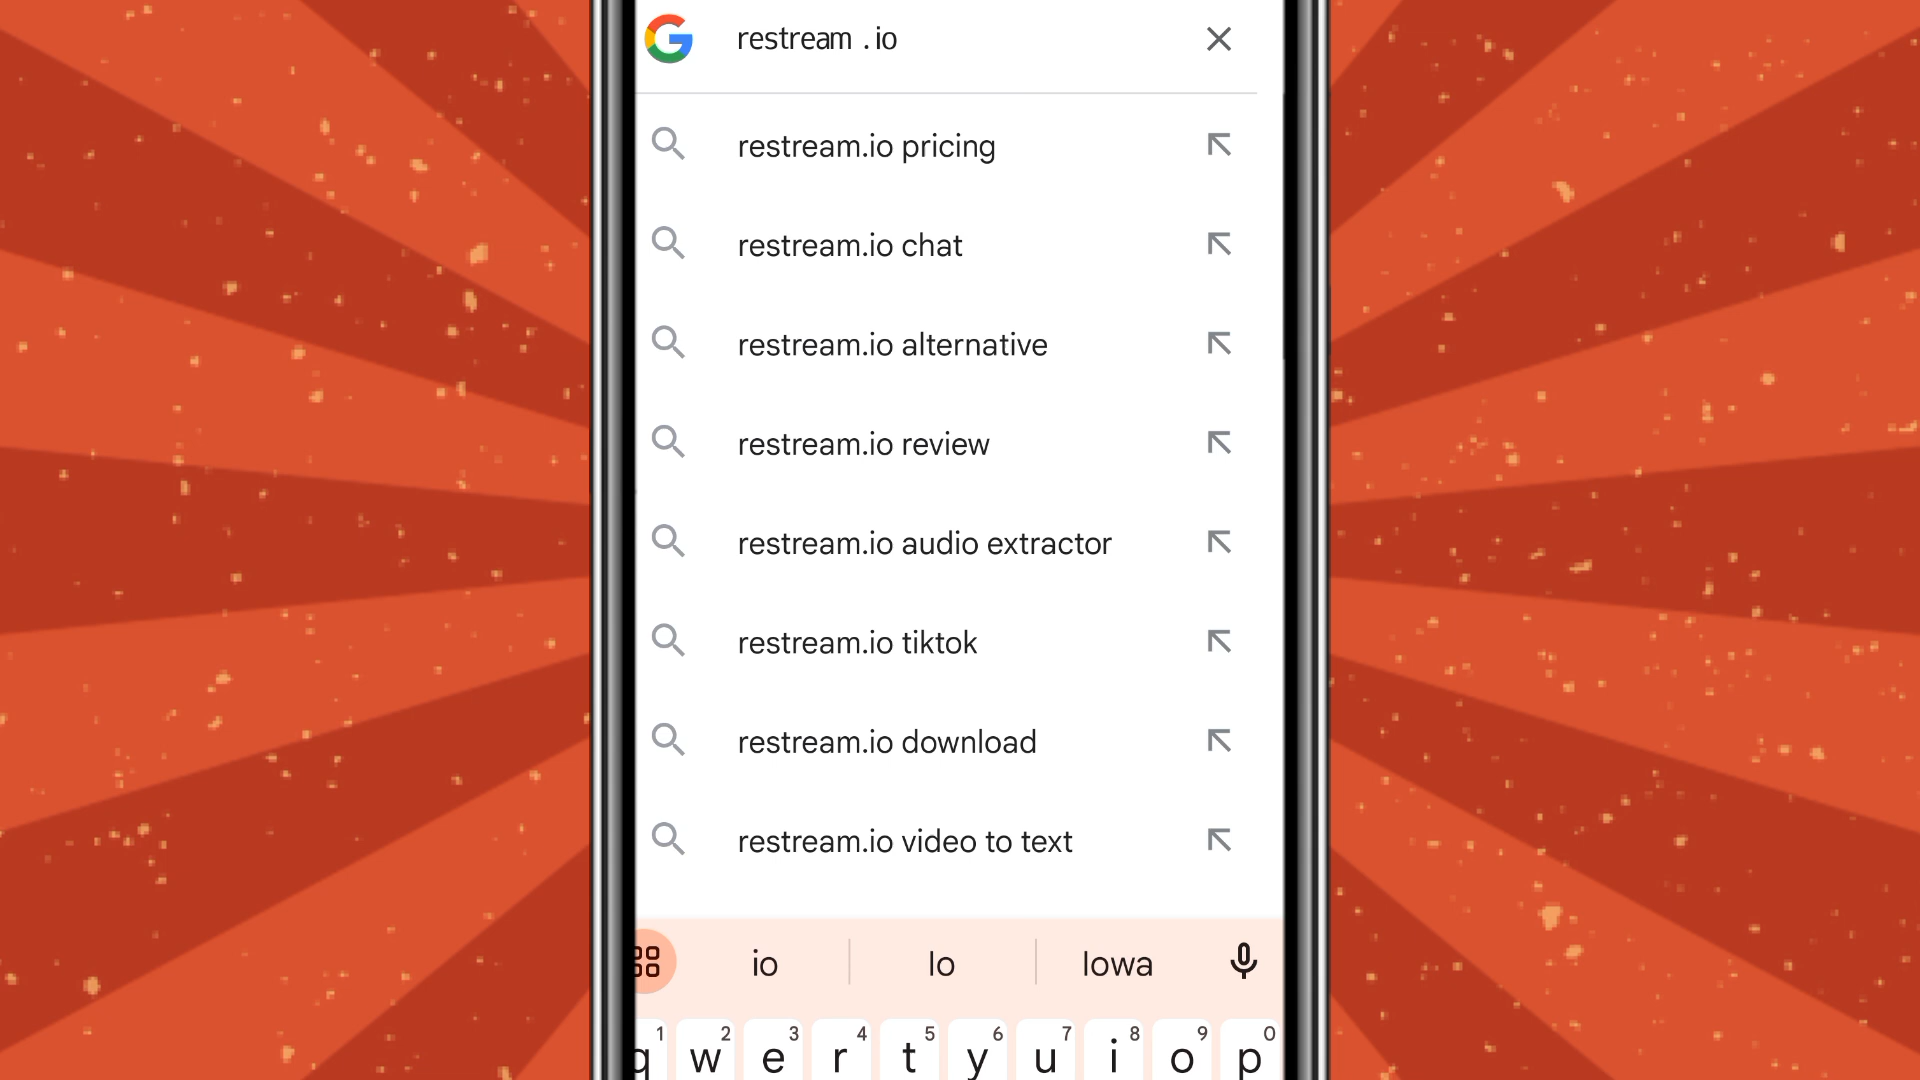 restream .io
restream.io pricing
restream.io chat
restream.io alternative
restream.io review
restream.io audio extractor
restream.io tiktok
restream.io download
restream.io video to text
io Io Iowa
1 2 3 4 5 6 7 8 9 0
q w e r t y u i o p